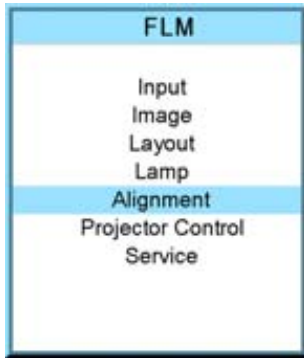 FLM
Input
Image
Layout
Lamp
Alignment
Projector Control
Service